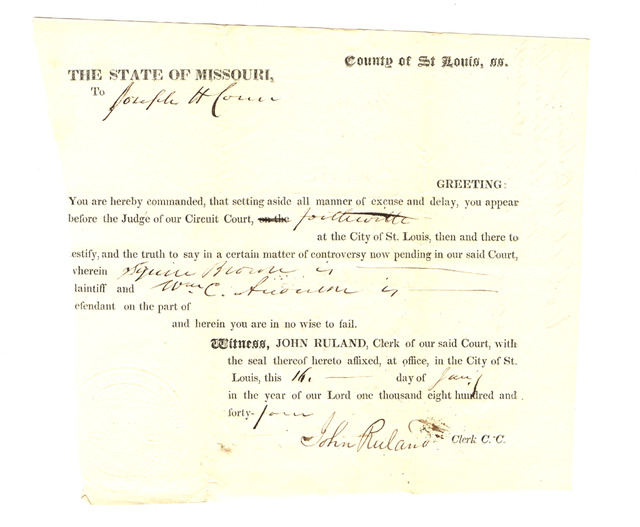 County of St Louis, ss.
THE STATE OF MISSOURI,
To Joseph H Conn
GREETING:
You are hereby commanded, that setting aside all manner of excuse and delay, you appear
before the Judge of our Circuit Court, on the forthwith
at the City of St. Louis, then and there to
estify, and the truth to say in a certain matter of controversy now pending in our said Court,
wherein Squire Brown is
laintiff and Wm C. Anderson is
efendant on the part of
and herein you are in no wise to fail.
Witness, JOHN RULAND, Clerk of our said Court, with
the seal thereof hereto affixed, at office, in the City of St.
Louis, this 16. day of Jany
in the year of our Lord one thousand eight hundred and
forty-four
John Ruland Clerk C. C.